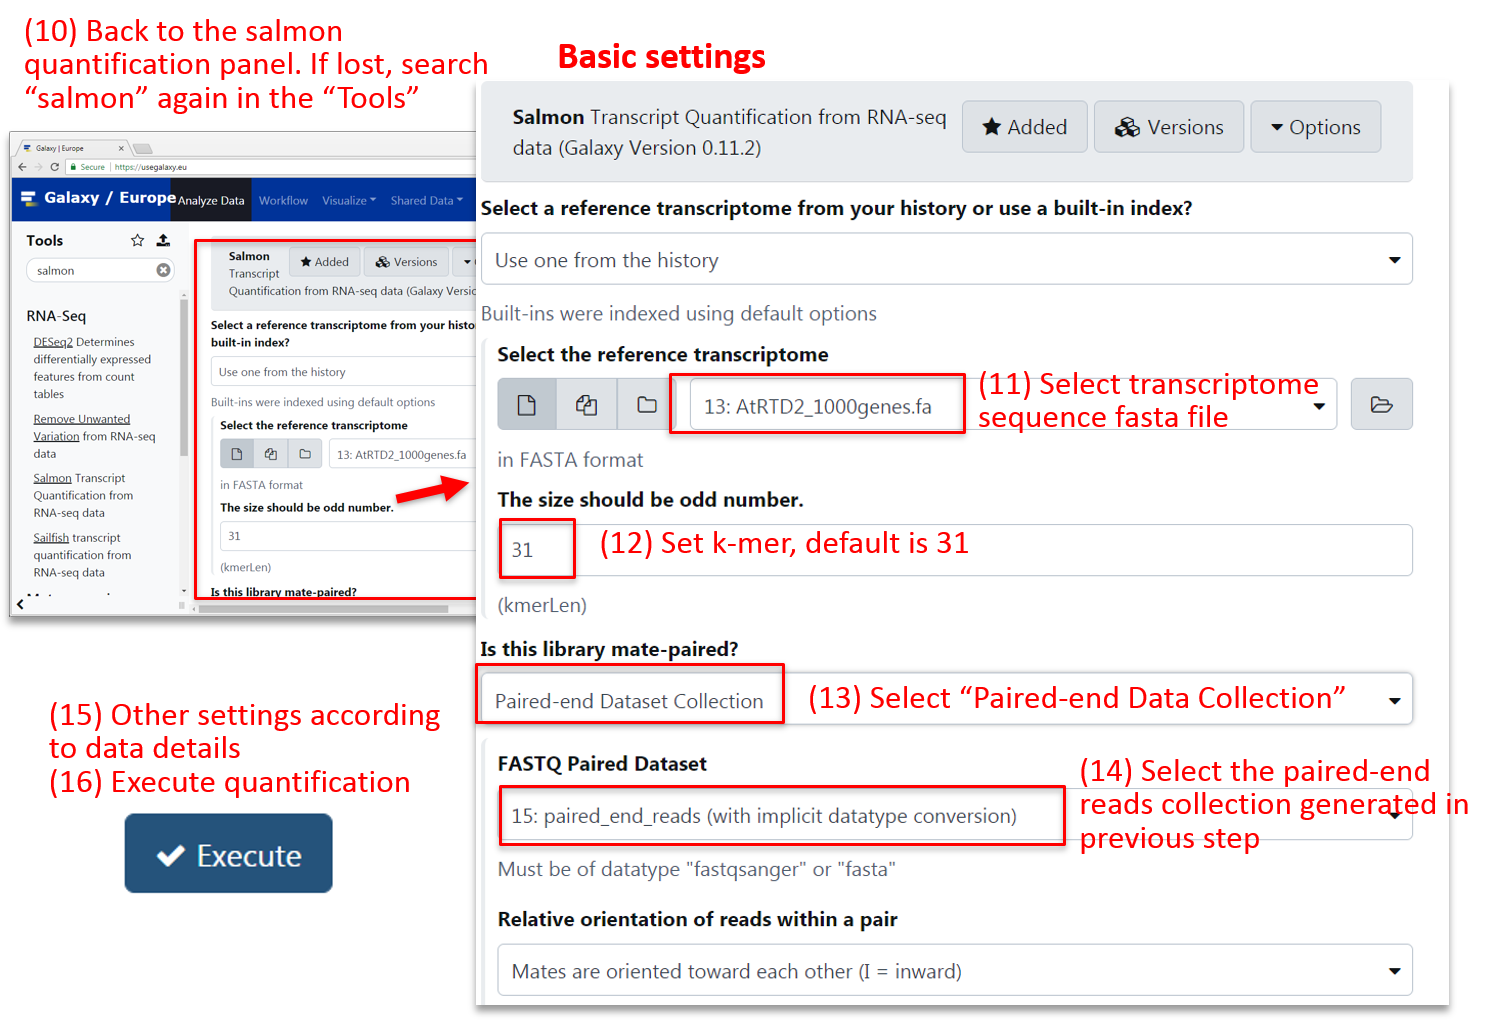 (10) Back to the salmon
quantification panel. If lost, search
“salmon” again in the “Tools”
Basic settings
Galaxy | Europe
Secure | https://usegalaxy.eu
Galaxy / Europe
Analyze Data
Workflow
Visualize
Shared Data
Tools
salmon
RNA-Seq
DESeq2 Determines
differentially expressed
features from count
tables
Remove Unwanted
Variation from RNA-seq
data
Salmon Transcript
Quantification from
RNA-seq data
Sailfish transcript
quantification from
RNA-seq data
Salmon
Transcript
Added
Versions
Quantification from RNA-seq data (Galaxy Versio
Select a reference transcriptome from your histo
built-in index?
Use one from the history
Built-ins were indexed using default options
Select the reference transcriptome
13: AtRTD2_1000genes.fa
in FASTA format
The size should be odd number.
31
(kmerLen)
Is this library mate-paired?
Salmon Transcript Quantification from RNA-seq
data (Galaxy Version 0.11.2)
Added
Versions
Options
Select a reference transcriptome from your history or use a built-in index?
Use one from the history
Built-ins were indexed using default options
Select the reference transcriptome
13: AtRTD2_1000genes.fa
(11) Select transcriptome
sequence fasta file
in FASTA format
The size should be odd number.
31
(12) Set k-mer, default is 31
(kmerLen)
Is this library mate-paired?
Paired-end Dataset Collection
(13) Select “Paired-end Data Collection”
FASTQ Paired Dataset
15: paired_end_reads (with implicit datatype conversion)
(14) Select the paired-end
reads collection generated in
previous step
Must be of datatype "fastqsanger" or "fasta"
Relative orientation of reads within a pair
Mates are oriented toward each other (I = inward)
(15) Other settings according
to data details
(16) Execute quantification
Execute